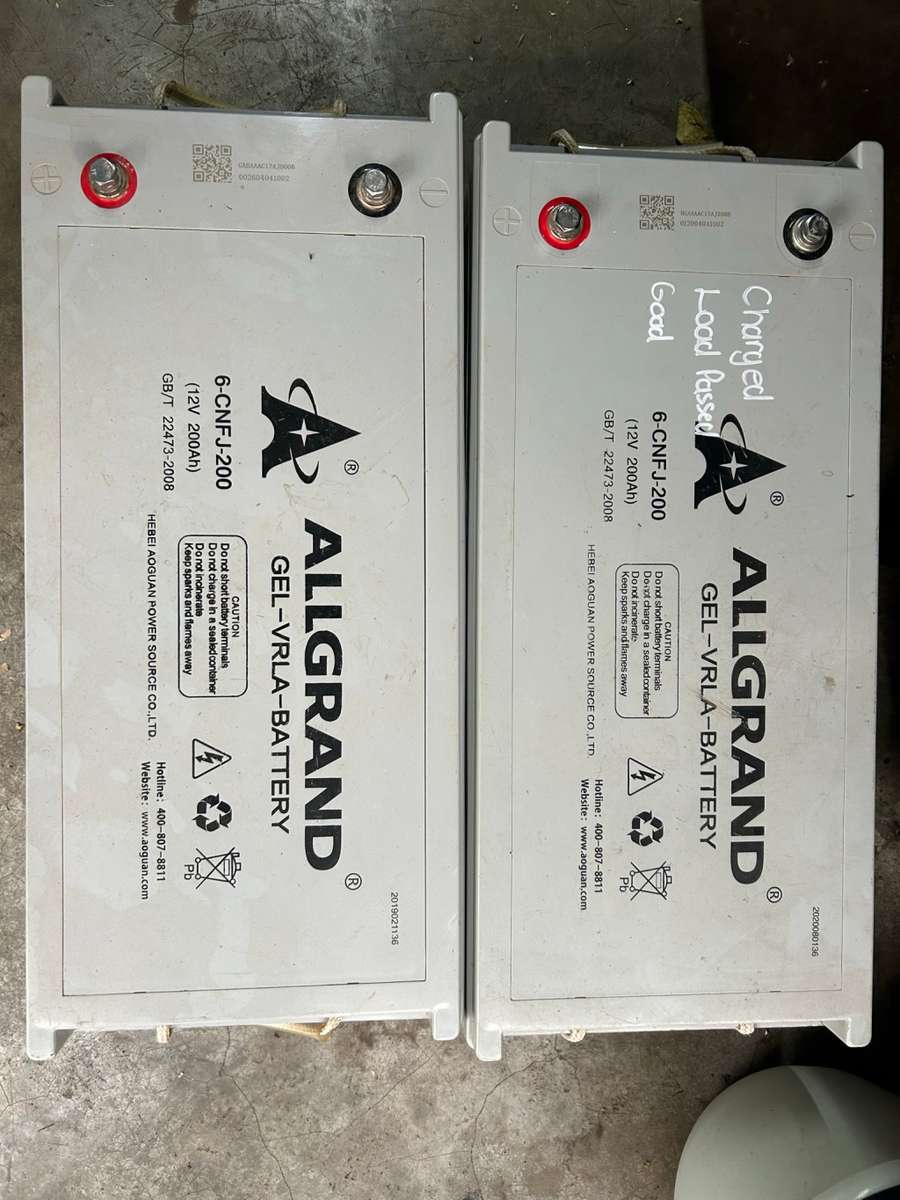 GABAAAC17AJ0008
002604041002
6-CNFJ-200
(12V 200Ah)
GB/T 22473-2008
®
ALLGRAND®
GEL-VRLA-BATTERY
CAUTION
Do not short battery terminals
Do not charge in a sealed container
Do not incinerate
Keep sparks and flames away
HEBEI AOGUAN POWER SOURCE CO.,LTD.
Hotline: 400-807-8811
Website: www.aoguan.com
Pb
2019021136
012004041002
Charged
Load Passed
Good
6-CNFJ-200
(12V 200Ah)
GB/T 22473-2008
®
ALLGRAND®
GEL-VRLA-BATTERY
CAUTION
Do not short battery terminals
Do not charge in a sealed container
Do not incinerate
Keep sparks and flames away
HEBEI AOGUAN POWER SOURCE CO.,LTD.
Hotline: 400-807-8811
Website: www.aoguan.com
Pb
2020080136